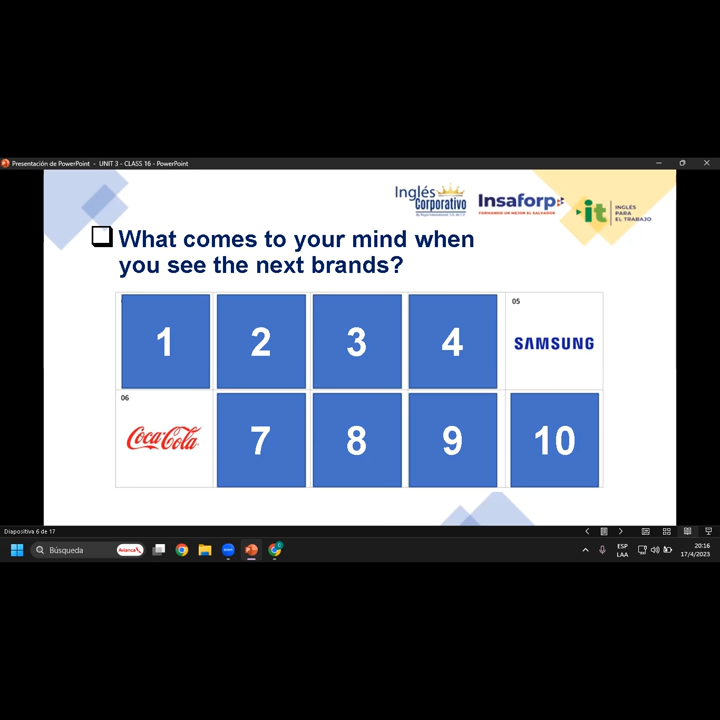 Presentación de PowerPoint - UNIT 3 - CLASS 16 - PowerPoint
Inglés
Corporativo
Insaforp
FORMANDO UN MEJOR EL SALVADOR
it
INGLÉS
PARA
EL TRABAJO
What comes to your mind when
you see the next brands?
1
2
3
4
05
SAMSUNG
06
Coca-Cola
7
8
9
10
Diapositiva 6 de 17
Búsqueda
Avianca
ESP
LAA
20:16
17/4/2023